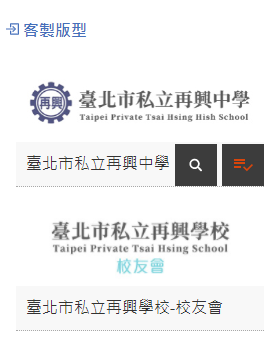 客製版型
再興
臺北市私立再興中學
Taipei Private Tsai Hsing Hish School
臺北市私立再興中學
臺北市私立再興學校
Taipei Private Tsai Hsing School
校友會
臺北市私立再興學校-校友會